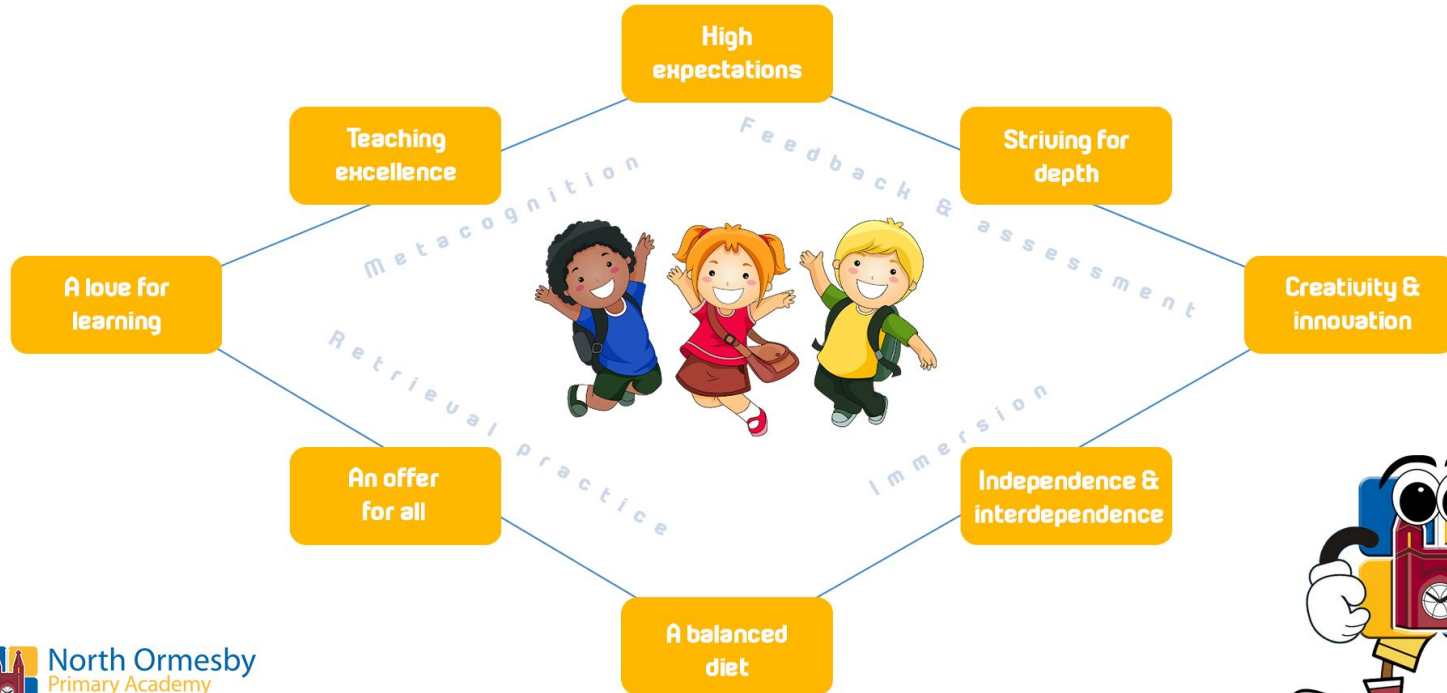 High
expectations
Teaching
excellence
Striving for
depth
Metacognition
Feedback & assessment
A love for
learning
Creativity &
innovation
Retrieval practice
Immersion
An offer
for all
Independence &
interdependence
A balanced
diet
North Ormesby
Primary Academy